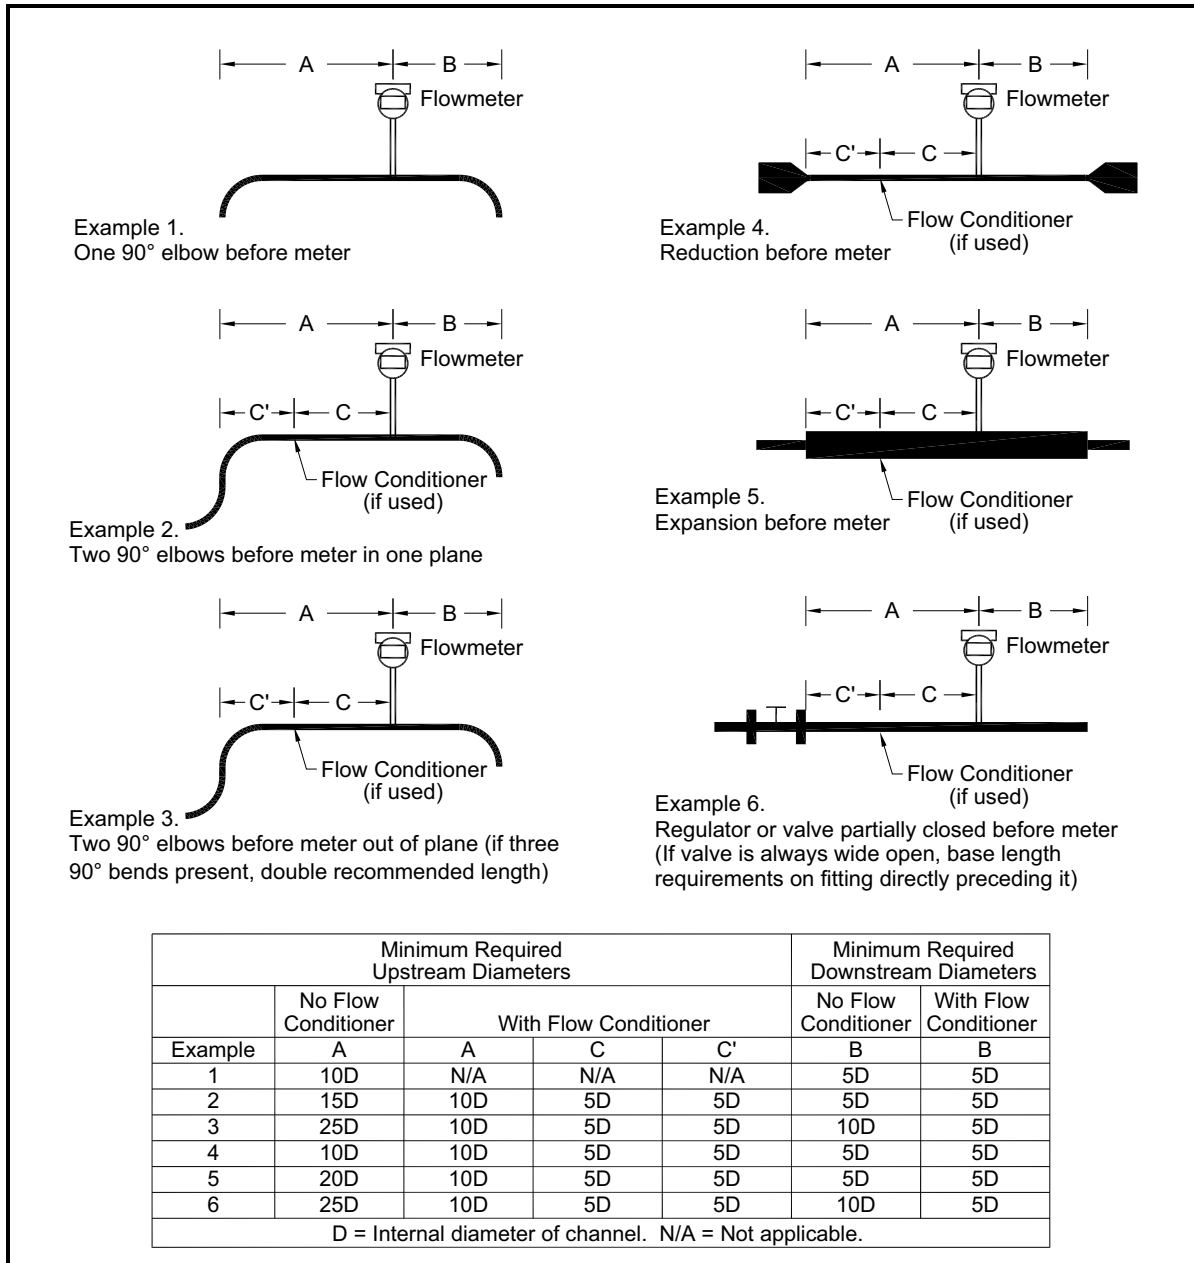 A
B
Flowmeter
Example 1.
One 90° elbow before meter
A
B
Flowmeter
C'
C
Flow Conditioner
(if used)
Example 2.
Two 90° elbows before meter in one plane
A
B
Flowmeter
C'
C
Flow Conditioner
(if used)
Example 3.
Two 90° elbows before meter out of plane (if three
90° bends present, double recommended length)
A
B
Flowmeter
C'
C
Flow Conditioner
(if used)
Example 4.
Reduction before meter
A
B
Flowmeter
C'
C
Flow Conditioner
(if used)
Example 5.
Expansion before meter
A
B
Flowmeter
C'
C
Flow Conditioner
(if used)
Example 6.
Regulator or valve partially closed before meter
(If valve is always wide open, base length
requirements on fitting directly preceding it)
Minimum Required
Upstream Diameters
Minimum Required
Downstream Diameters
No Flow
Conditioner
With Flow Conditioner
No Flow
Conditioner
With Flow
Conditioner
Example A A C C' B B
1 10D N/A N/A N/A 5D 5D
2 15D 10D 5D 5D 5D 5D
3 25D 10D 5D 5D 10D 5D
4 10D 10D 5D 5D 5D 5D
5 20D 10D 5D 5D 5D 5D
6 25D 10D 5D 5D 10D 5D
D = Internal diameter of channel. N/A = Not applicable.